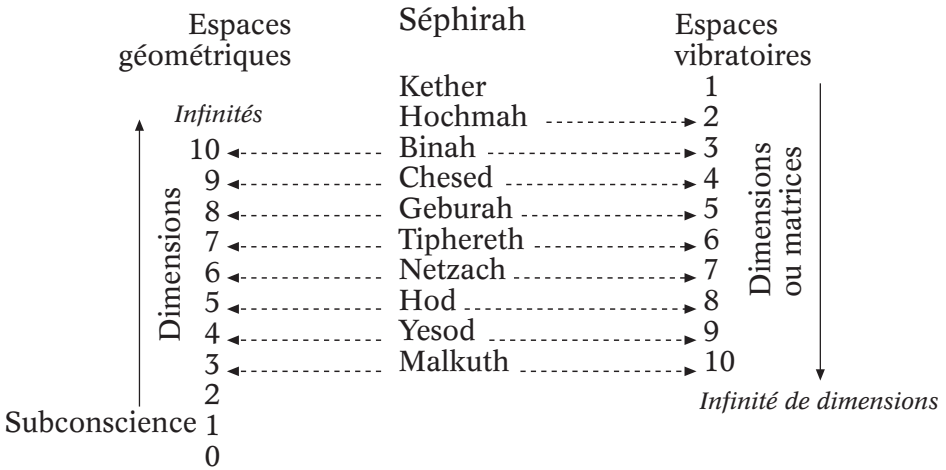 Espaces géométriques
Séphirah
Espaces vibratoires
Kether 1
Infinités
Hochmah 2
10 Binah 3
9 Chesed 4
8 Geburah 5
7 Tiphereth 6
6 Netzach 7
5 Hod 8
4 Yesod 9
3 Malkuth 10
2
Subconscience 1
0
Dimensions
Dimensions
ou matrices
Infinité de dimensions